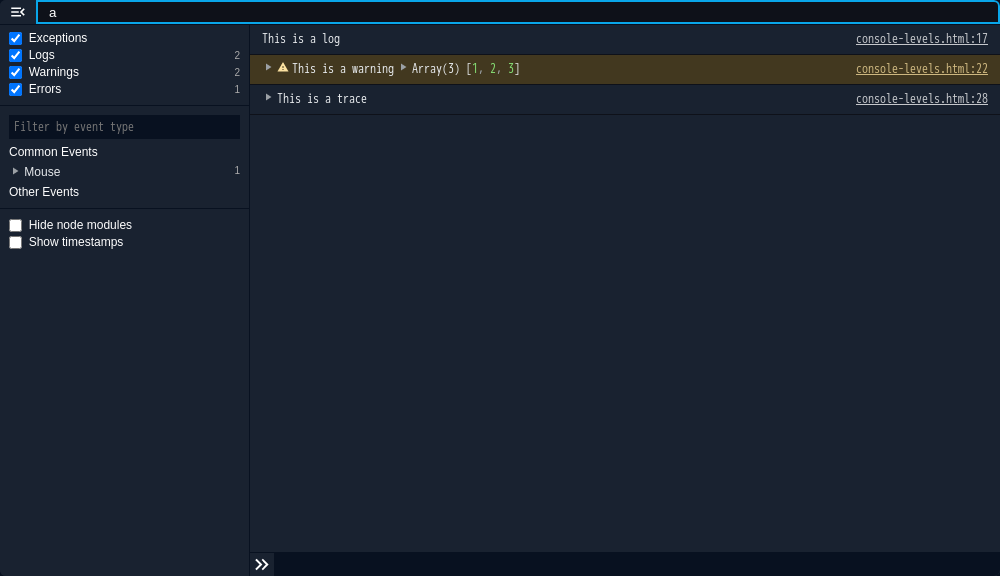 a
Exceptions
Logs 2
Warnings 2
Errors 1
Filter by event type
Common Events
Mouse 1
Other Events
Hide node modules
Show timestamps
This is a log console-levels.html:17
This is a warning Array(3) [1, 2, 3] console-levels.html:22
This is a trace console-levels.html:28